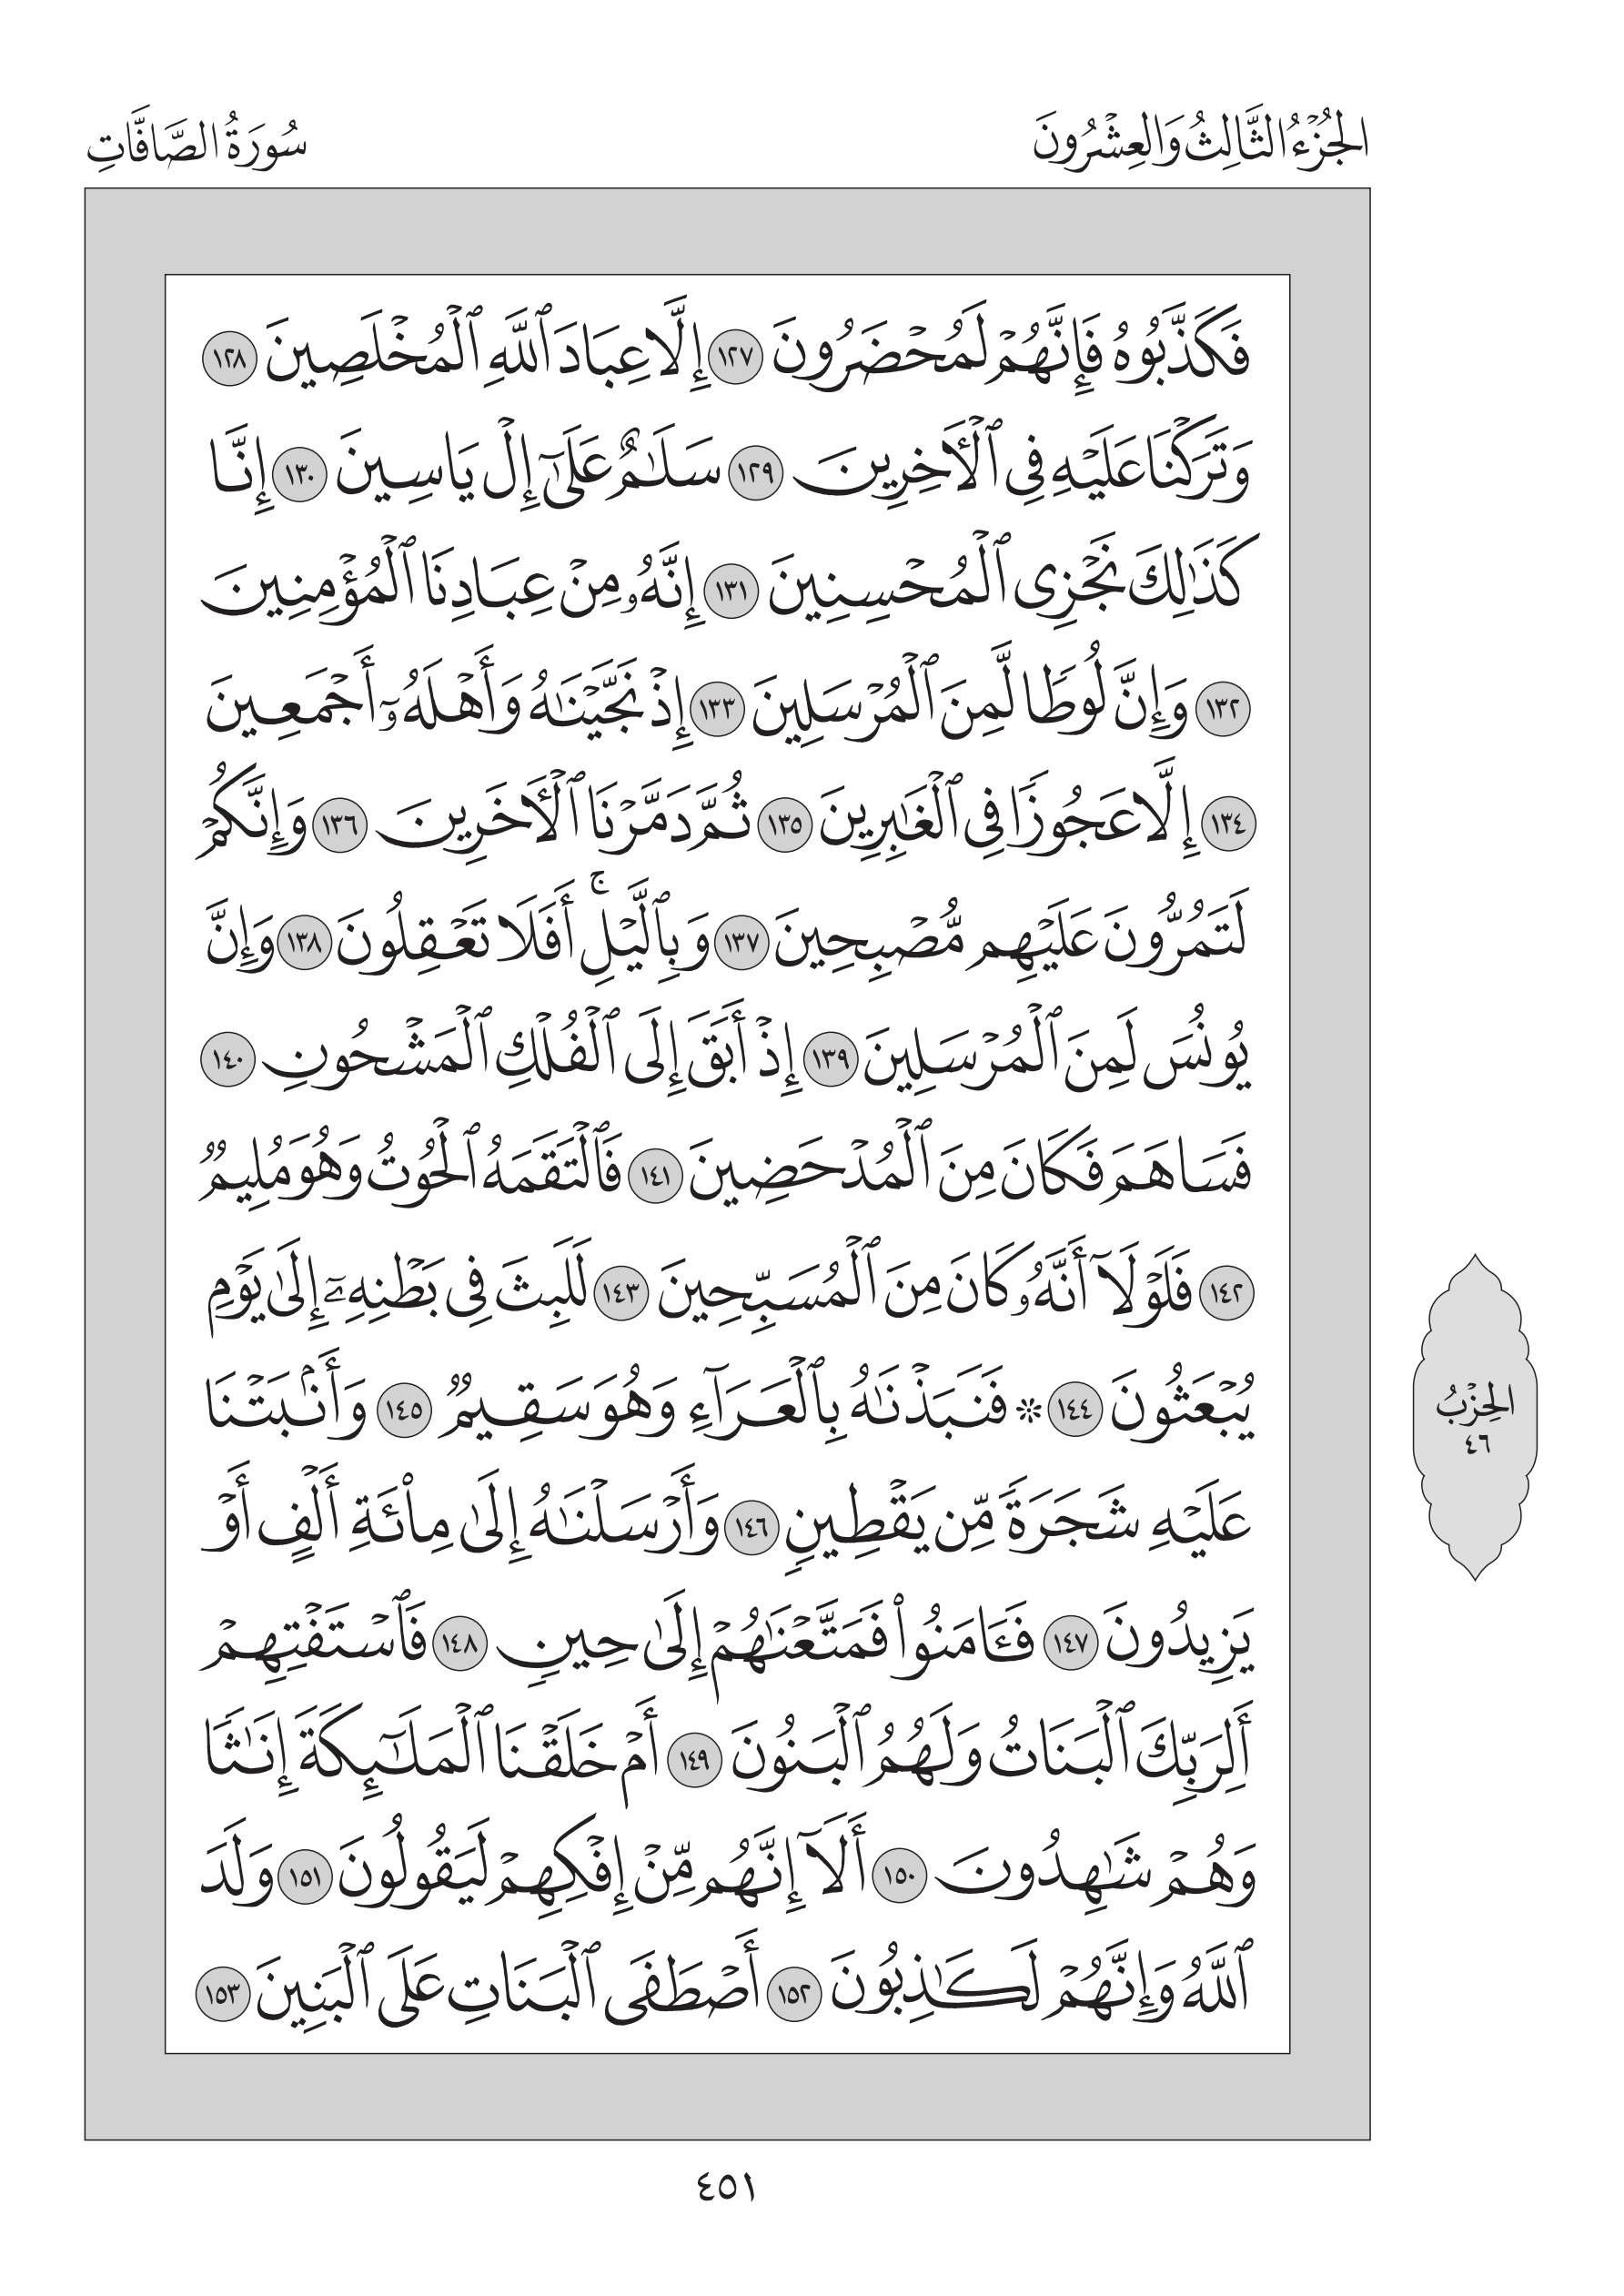 الجُزْءُ الثَّالِثُ وَالعِشْرُونَ
سُورَةُ الصَّافَّاتِ
فَكَذَّبُوهُ فَإِنَّهُمْ لَمُحْضَرُونَ ١٢٧ إِلَّا عِبَادَ ٱللَّهِ ٱلْمُخْلَصِينَ ١٢٨
وَتَرَكْنَا عَلَيْهِ فِى ٱلْأَخِرِينَ ١٢٩ سَلَـٰمٌ عَلَىٰٓ إِلْ يَاسِينَ ١٣٠ إِنَّا
كَذَٰلِكَ نَجْزِى ٱلْمُحْسِنِينَ ١٣١ إِنَّهُۥ مِنْ عِبَادِنَا ٱلْمُؤْمِنِينَ
١٣٢ وَإِنَّ لُوطًا لَّمِنَ ٱلْمُرْسَلِينَ ١٣٣ إِذْ نَجَّيْنَـٰهُ وَأَهْلَهُۥٓ أَجْمَعِينَ
١٣٤ إِلَّا عَجُوزًا فِى ٱلْغَـٰبِرِينَ ١٣٥ ثُمَّ دَمَّرْنَا ٱلْأَخَرِينَ ١٣٦ وَإِنَّكُمْ
لَتَمُرُّونَ عَلَيْهِم مُّصْبِحِينَ ١٣٧ وَبِٱلَّيْلِ ۚ أَفَلَا تَعْقِلُونَ ١٣٨ وَإِنَّ
يُونُسَ لَمِنَ ٱلْمُرْسَلِينَ ١٣٩ إِذْ أَبَقَ إِلَى ٱلْفُلْكِ ٱلْمَشْحُونِ ١٤٠
فَسَاهَمَ فَكَانَ مِنَ ٱلْمُدْحَضِينَ ١٤١ فَٱلْتَقَمَهُ ٱلْحُوتُ وَهُوَ مُلِيمٌ
١٤٢ فَلَوْلَآ أَنَّهُۥ كَانَ مِنَ ٱلْمُسَبِّحِينَ ١٤٣ لَلَبِثَ فِى بَطْنِهِۦٓ إِلَىٰ يَوْمِ
يُبْعَثُونَ ١٤٤ ۞ فَنَبَذْنَـٰهُ بِٱلْعَرَآءِ وَهُوَ سَقِيمٌ ١٤٥ وَأَنۢبَتْنَا
عَلَيْهِ شَجَرَةً مِّن يَقْطِينٍ ١٤٦ وَأَرْسَلْنَـٰهُ إِلَىٰ مِا۟ئَةِ أَلْفٍ أَوْ
يَزِيدُونَ ١٤٧ فَـَٔامَنُوا۟ فَمَتَّعْنَـٰهُمْ إِلَىٰ حِينٍ ١٤٨ فَٱسْتَفْتِهِمْ
أَلِرَبِّكَ ٱلْبَنَاتُ وَلَهُمُ ٱلْبَنُونَ ١٤٩ أَمْ خَلَقْنَا ٱلْمَلَـٰٓئِكَةَ إِنَـٰثًا
وَهُمْ شَـٰهِدُونَ ١٥٠ أَلَآ إِنَّهُم مِّنْ إِفْكِهِمْ لَيَقُولُونَ ١٥١ وَلَدَ
ٱللَّهُ وَإِنَّهُمْ لَكَـٰذِبُونَ ١٥٢ أَصْطَفَى ٱلْبَنَاتِ عَلَى ٱلْبَنِينَ ١٥٣
الحِزْبُ
٤٦
٤٥١